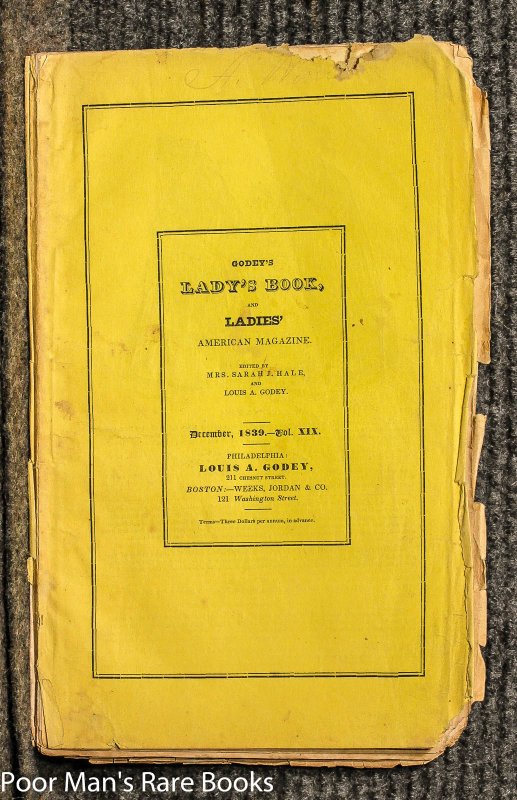 GODEY'S
LADY'S BOOK,
AND
LADIES'
AMERICAN MAGAZINE.
EDITED BY
MRS. SARAH J. HALE,
AND
LOUIS A. GODEY.
December, 1839.—Vol. XIX.
PHILADELPHIA:
LOUIS A. GODEY,
211 CHESNUT STREET.
BOSTON:—WEEKS, JORDAN & CO.
121 Washington Street.
Terms—Three Dollars per annum, in advance.
Poor Man's Rare Books